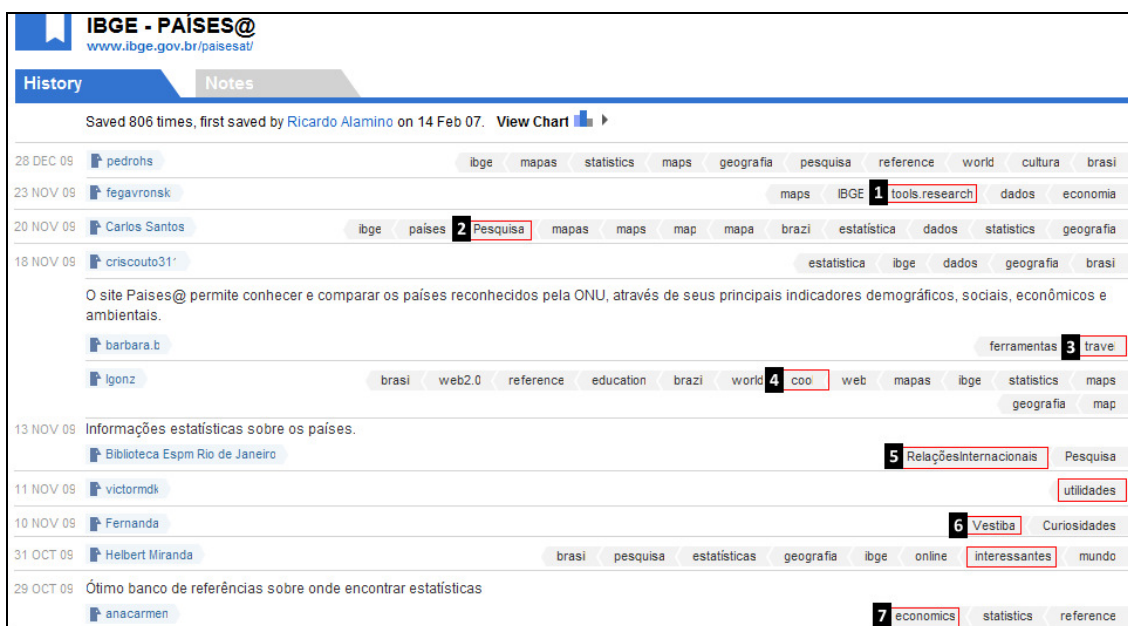 IBGE - PAÍSES@
www.ibge.gov.br/paisesat/
History Notes
Saved 806 times, first saved by Ricardo Alamino on 14 Feb 07. View Chart
28 DEC 09 pedrohs ibge mapas statistics maps geografia pesquisa reference world cultura brasi
23 NOV 09 fegavronsk maps IBGE 1 tools.research dados economia
20 NOV 09 Carlos Santos ibge países 2 Pesquisa mapas maps map mapa brazi estatística dados statistics geografia
18 NOV 09 criscouto31 estatistica ibge dados geografia brasi
O site Paises@ permite conhecer e comparar os países reconhecidos pela ONU, através de seus principais indicadores demográficos, sociais, econômicos e
ambientais.
barbara.b ferramentas 3 trave
lgonz brasi web2.0 reference education brazi world 4 coo web mapas ibge statistics maps
geografia map
13 NOV 09 Informações estatísticas sobre os países.
Biblioteca Espm Rio de Janeiro 5 RelaçõesInternacionais Pesquisa
11 NOV 09 victormdk utilidades
10 NOV 09 Fernanda 6 Vestiba Curiosidades
31 OCT 09 Helbert Miranda brasi pesquisa estatísticas geografia ibge online interessantes mundo
29 OCT 09 Ótimo banco de referências sobre onde encontrar estatísticas
anacarmen 7 economics statistics reference